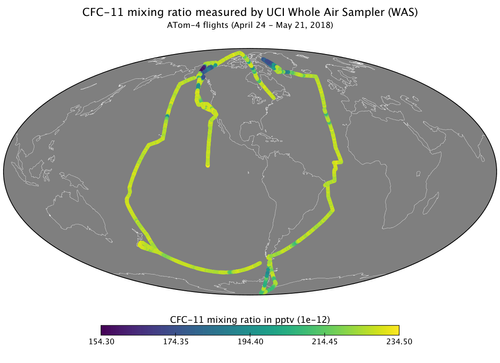 CFC-11 mixing ratio measured by UCI Whole Air Sampler (WAS)
ATom-4 flights (April 24 - May 21, 2018)
CFC-11 mixing ratio in pptv (1e-12)
154.30 174.35 194.40 214.45 234.50